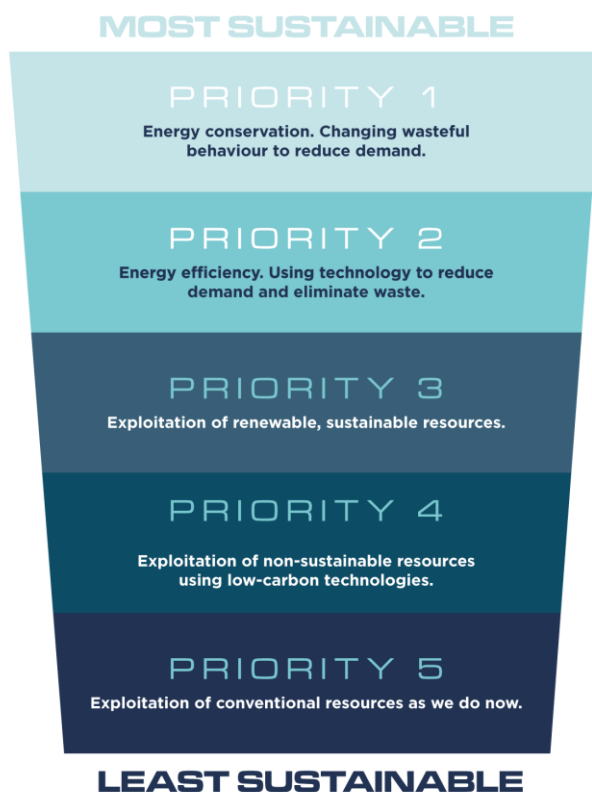 MOST SUSTAINABLE
PRIORITY 1
Energy conservation. Changing wasteful
behaviour to reduce demand.
PRIORITY 2
Energy efficiency. Using technology to reduce
demand and eliminate waste.
PRIORITY 3
Exploitation of renewable, sustainable resources.
PRIORITY 4
Exploitation of non-sustainable resources
using low-carbon technologies.
PRIORITY 5
Exploitation of conventional resources as we do now.
LEAST SUSTAINABLE